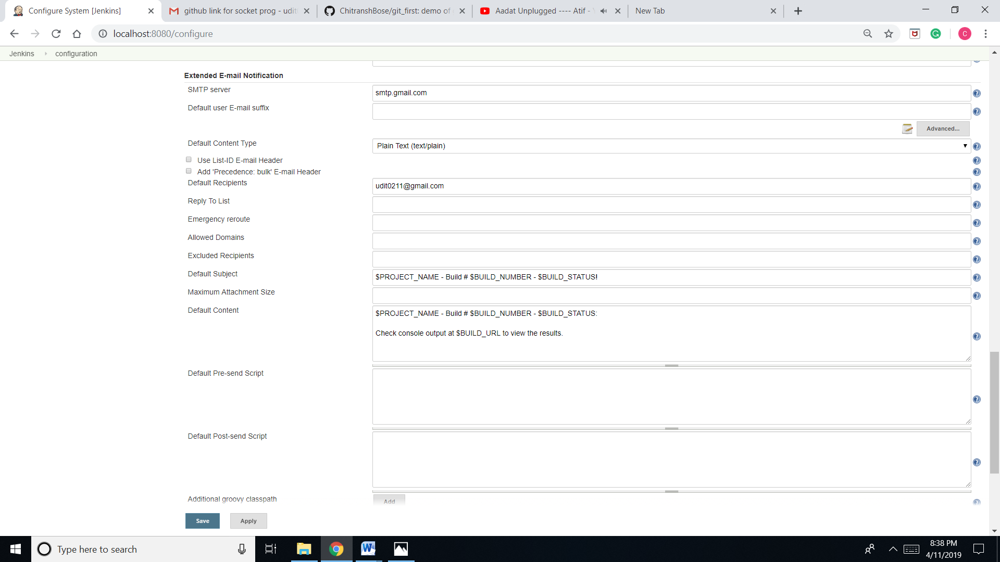 Configure System [Jenkins]
github link for socket prog - udit
ChitranshBose/git_first: demo of
Aadat Unplugged ---- Atif -
New Tab
localhost:8080/configure
C
Jenkins
configuration
Extended E-mail Notification
SMTP server
smtp.gmail.com
Default user E-mail suffix
Advanced...
Default Content Type
Plain Text (text/plain)
Use List-ID E-mail Header
Add 'Precedence: bulk' E-mail Header
Default Recipients
udit0211@gmail.com
Reply To List
Emergency reroute
Allowed Domains
Excluded Recipients
Default Subject
$PROJECT_NAME - Build # $BUILD_NUMBER - $BUILD_STATUS!
Maximum Attachment Size
Default Content
$PROJECT_NAME - Build # $BUILD_NUMBER - $BUILD_STATUS:
Check console output at $BUILD_URL to view the results.
Default Pre-send Script
Default Post-send Script
Additional groovy classpath
Add
Save
Apply
Type here to search
8:38 PM
4/11/2019